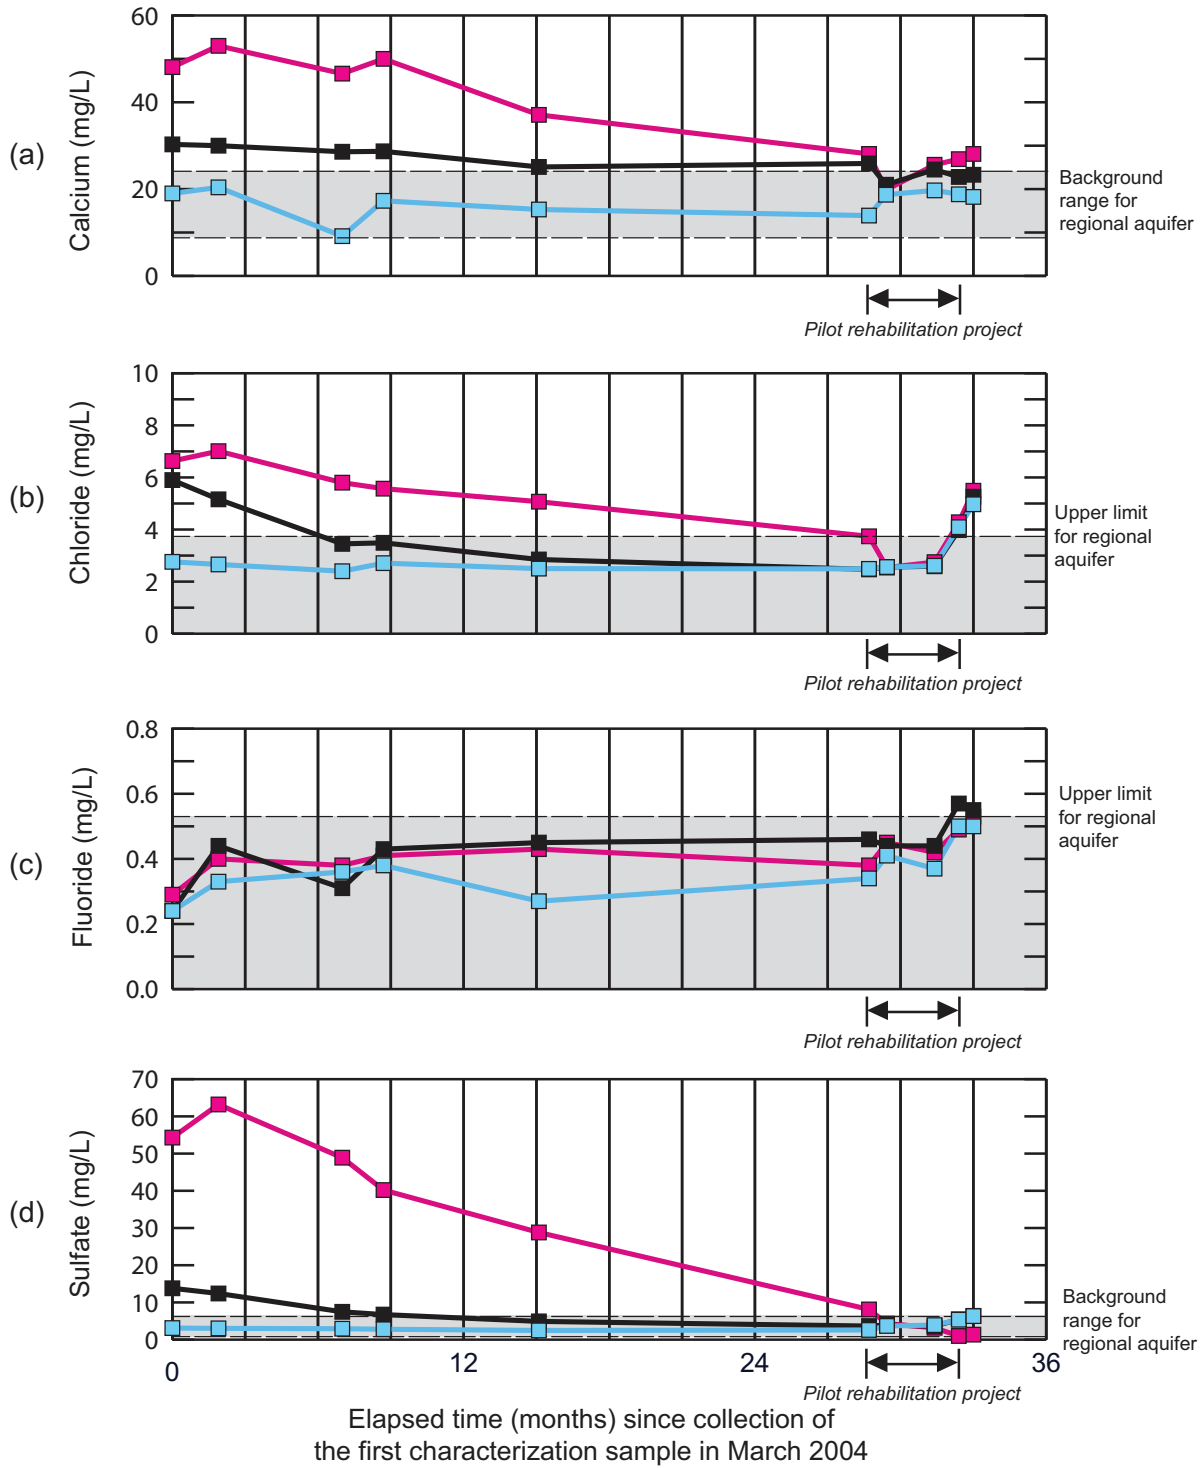 (a)
Calcium (mg/L)
60
40
20
0
Background
range for
regional aquifer
Pilot rehabilitation project
(b)
Chloride (mg/L)
10
8
6
4
2
0
Upper limit
for regional
aquifer
Pilot rehabilitation project
(c)
Fluoride (mg/L)
0.8
0.6
0.4
0.2
0.0
Upper limit
for regional
aquifer
Pilot rehabilitation project
(d)
Sulfate (mg/L)
70
60
50
40
30
20
10
0
Background
range for
regional aquifer
0 12 24 36
Pilot rehabilitation project
Elapsed time (months) since collection of
the first characterization sample in March 2004